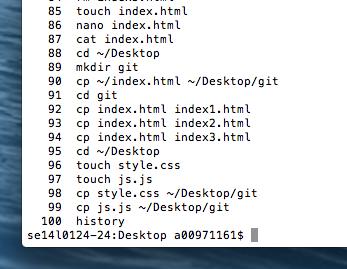 85 touch index.html
86 nano index.html
87 cat index.html
88 cd ~/Desktop
89 mkdir git
90 cp ~/index.html ~/Desktop/git
91 cd git
92 cp index.html index1.html
93 cp index.html index2.html
94 cp index.html index3.html
95 cd ~/Desktop
96 touch style.css
97 touch js.js
98 cp style.css ~/Desktop/git
99 cp js.js ~/Desktop/git
100 history
se14l0124-24:Desktop a00971161$